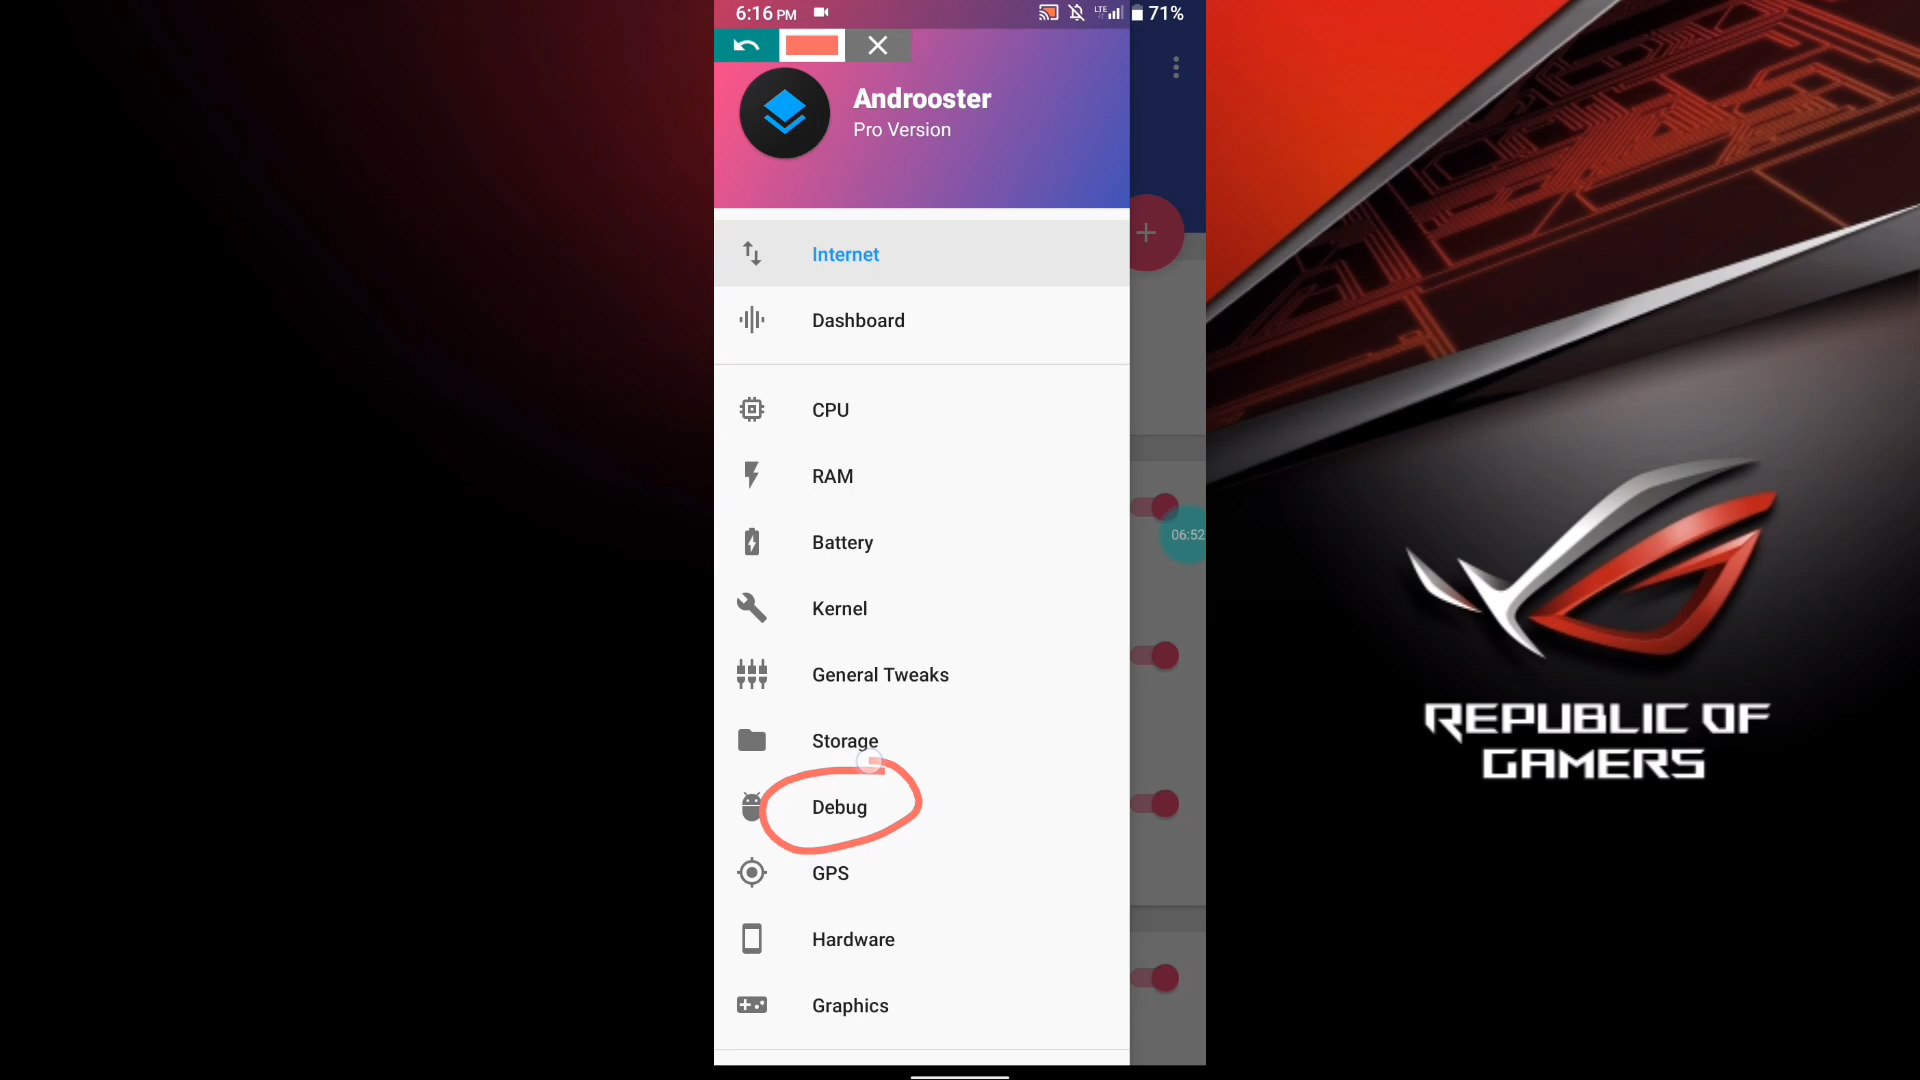 6:16 PM
LTE
71%
Androoster
Pro Version
Internet
Dashboard
CPU
RAM
Battery
Kernel
General Tweaks
Storage
Debug
GPS
Hardware
Graphics
06:52
REPUBLIC OF
GAMERS